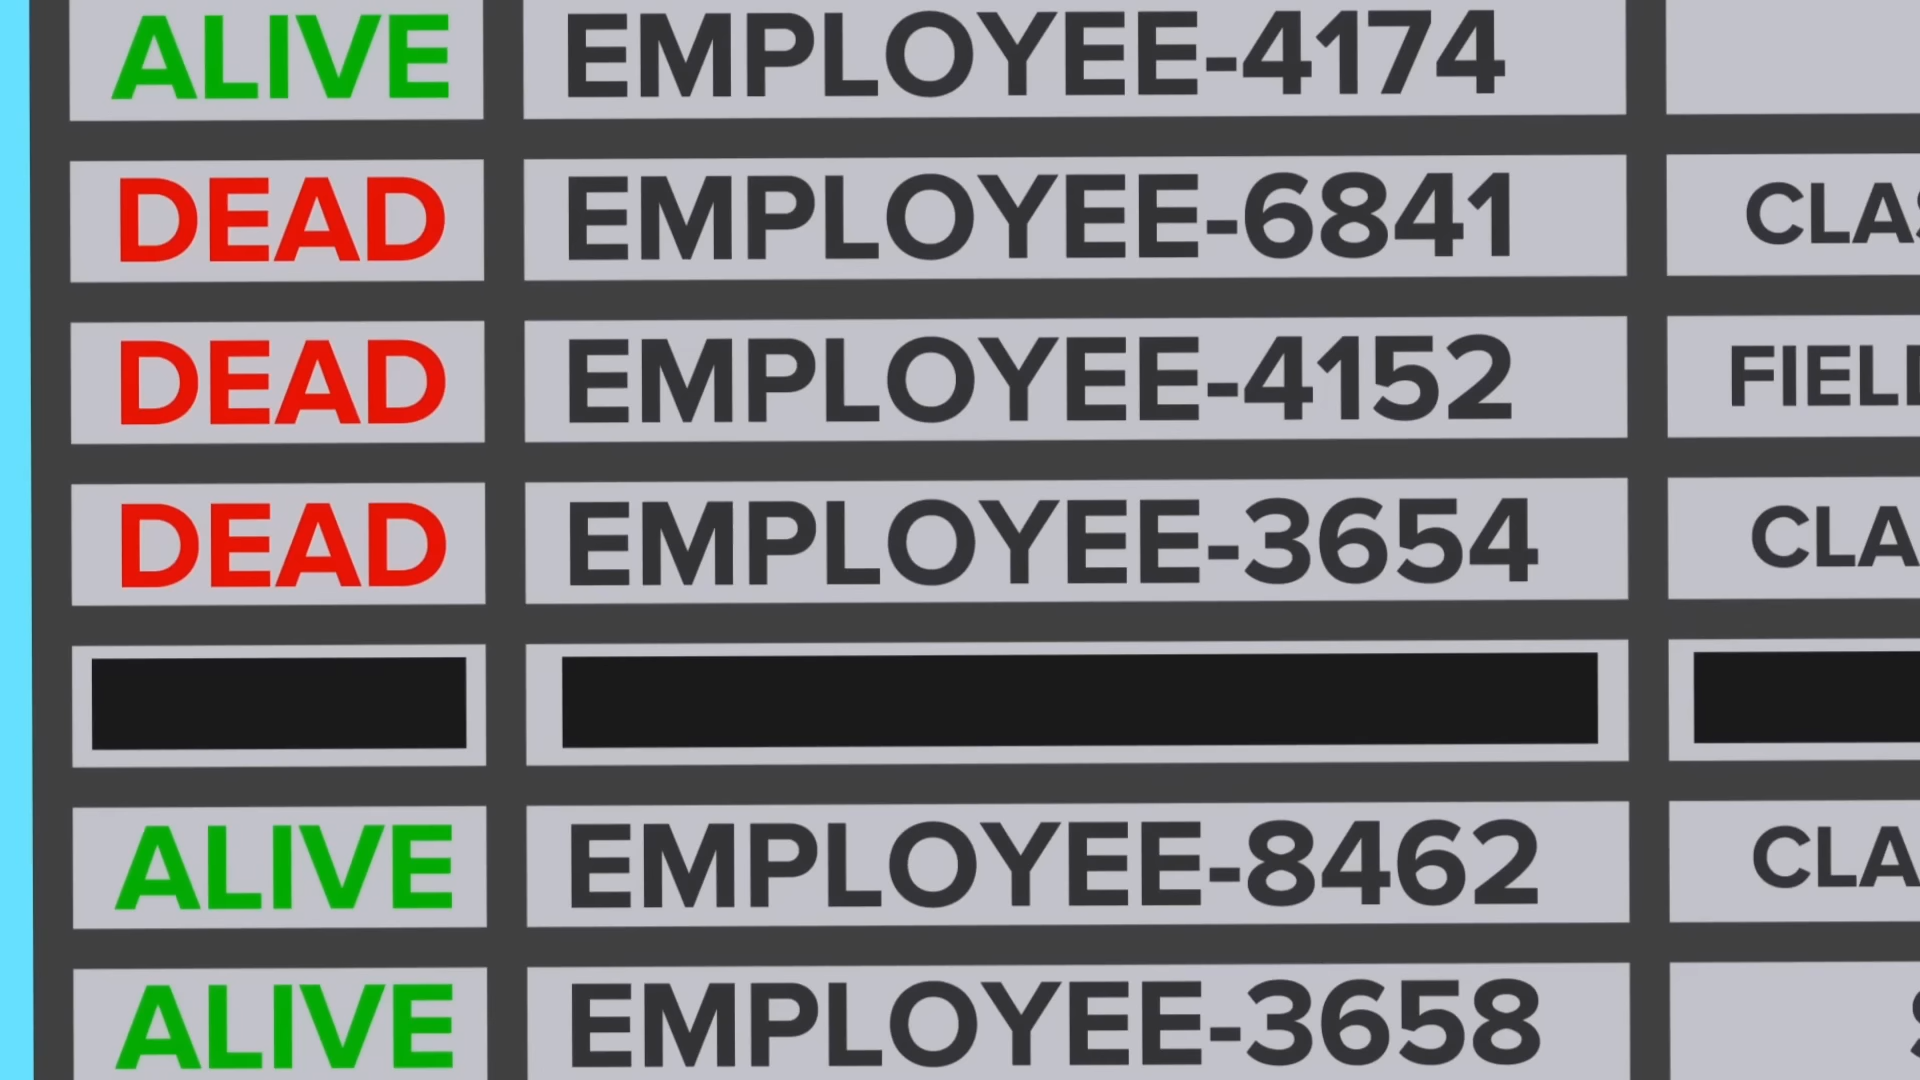 ALIVE EMPLOYEE-4174
DEAD EMPLOYEE-6841
DEAD EMPLOYEE-4152
DEAD EMPLOYEE-3654
ALIVE EMPLOYEE-8462
ALIVE EMPLOYEE-3658